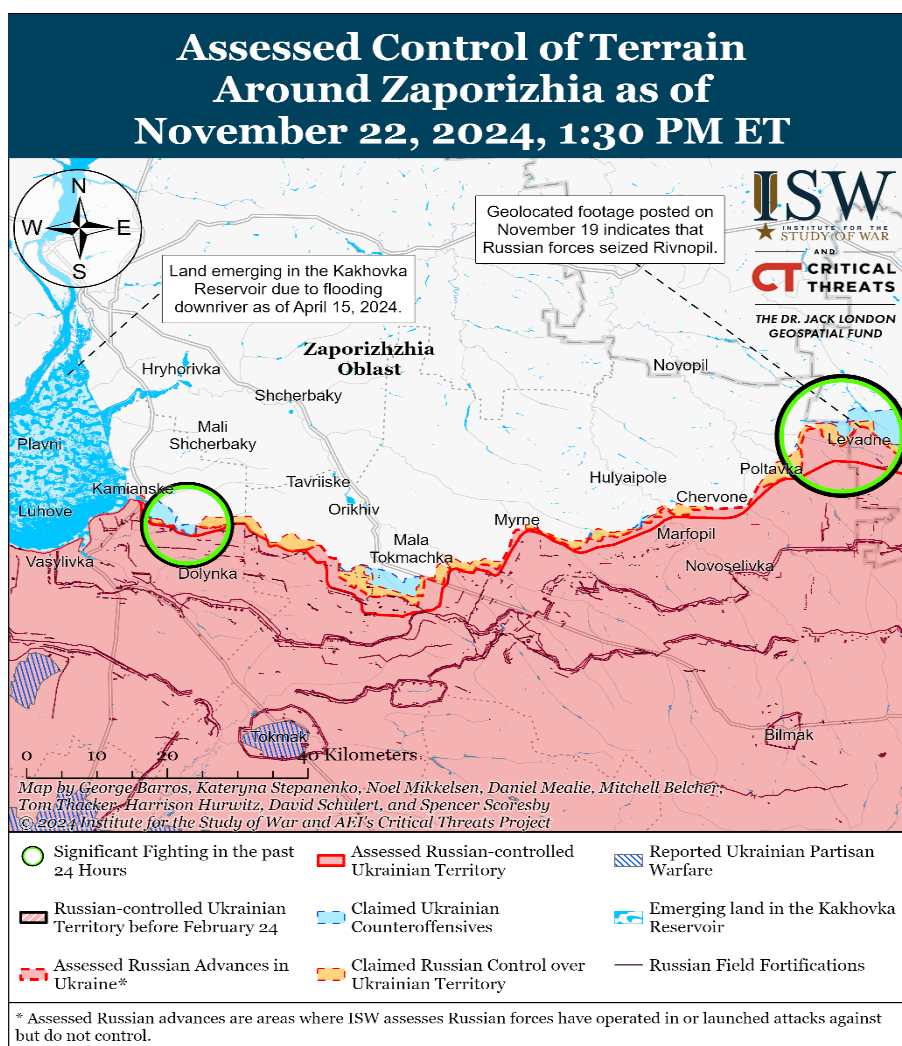 Assessed Control of Terrain
Around Zaporizhia as of
November 22, 2024, 1:30 PM ET
N
W
E
S
Geolocated footage posted on
November 19 indicates that
Russian forces seized Rivnopil.
ISW
INSTITUTE FOR THE
STUDY OF WAR
AND
CT CRITICAL
THREATS
THE DR. JACK LONDON
GEOSPATIAL FUND
Land emerging in the Kakhovka
Reservoir due to flooding
downriver as of April 15, 2024.
Zaporizhzhia
Oblast
Hryhorivka
Novopil
Shcherbaky
Mali
Shcherbaky
Plavni
Levadne
Poltavka
Hulyaipole
Tavriiske
Kamianske
Chervone
Luhove
Orikhiv
Myrne
Marfopil
Mala
Tokmachka
Vasylivka
Dolynka
Novoselivka
Tokmak
Bilmak
0
10
20
40 Kilometers
Map by George Barros, Kateryna Stepanenko, Noel Mikkelsen, Daniel Mealie, Mitchell Belcher,
Tom Thacker, Harrison Hurwitz, David Schulert, and Spencer Scoresby
© 2024 Institute for the Study of War and AEI's Critical Threats Project
Significant Fighting in the past
24 Hours
Assessed Russian-controlled
Ukrainian Territory
Reported Ukrainian Partisan
Warfare
Russian-controlled Ukrainian
Territory before February 24
Claimed Ukrainian
Counteroffensives
Emerging land in the Kakhovka
Reservoir
Assessed Russian Advances in
Ukraine*
Claimed Russian Control over
Ukrainian Territory
Russian Field Fortifications
* Assessed Russian advances are areas where ISW assesses Russian forces have operated in or launched attacks against
but do not control.